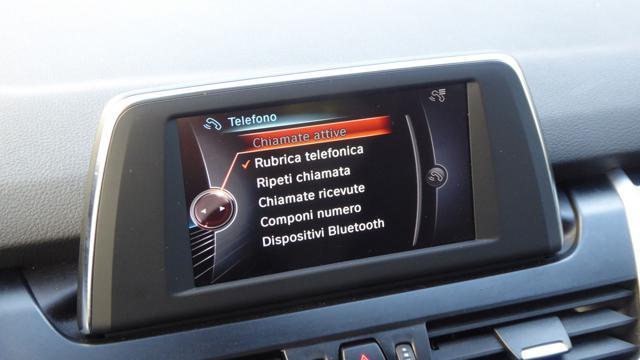 Telefono
Chiamate attive
Rubrica telefonica
Ripeti chiamata
Chiamate ricevute
Componi numero
Dispositivi Bluetooth